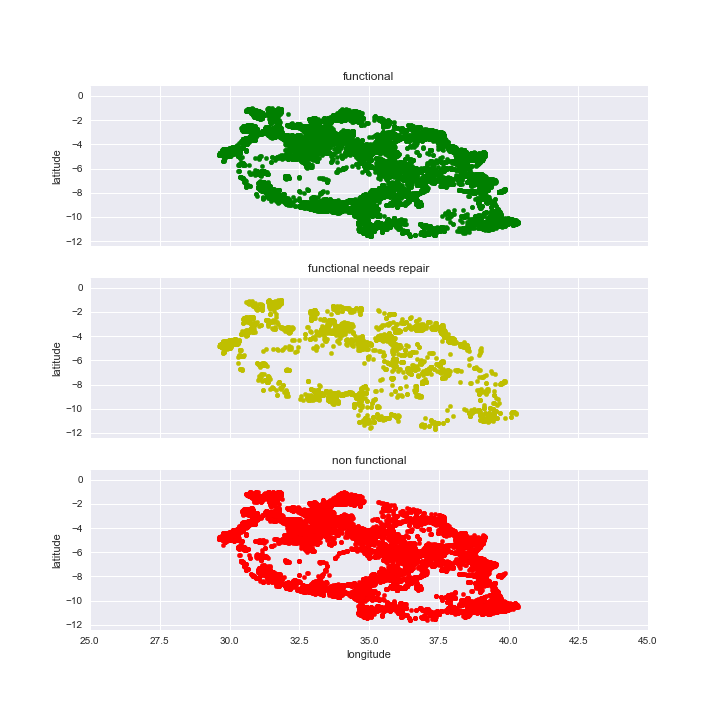 functional
0
−2
−4
−6
−8
−10
−12
latitude
functional needs repair
0
−2
−4
−6
−8
−10
−12
latitude
non functional
0
−2
−4
−6
−8
−10
−12
latitude
25.0 27.5 30.0 32.5 35.0 37.5 40.0 42.5 45.0
longitude